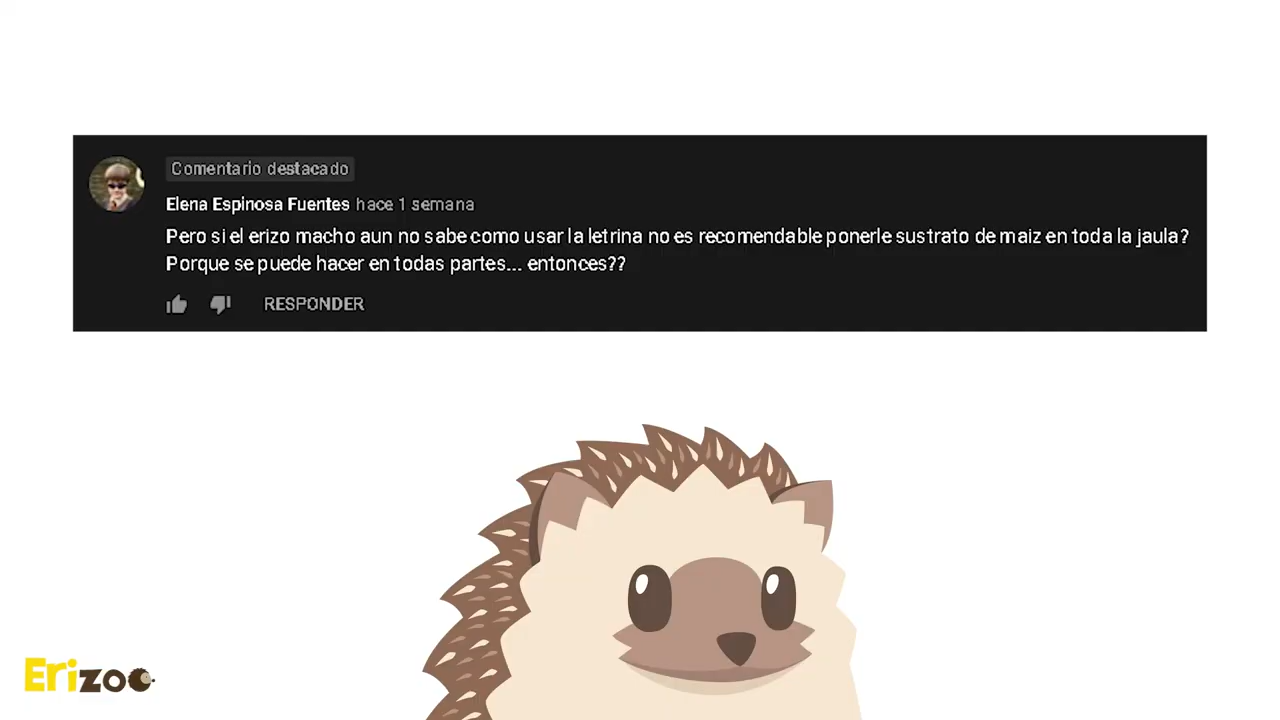 Comentario destacado
Elena Espinosa Fuentes hace 1 semana
Pero si el erizo macho aun no sabe como usar la letrina no es recomendable ponerle sustrato de maiz en toda la jaula?
Porque se puede hacer en todas partes... entonces??
RESPONDER
Erizoo